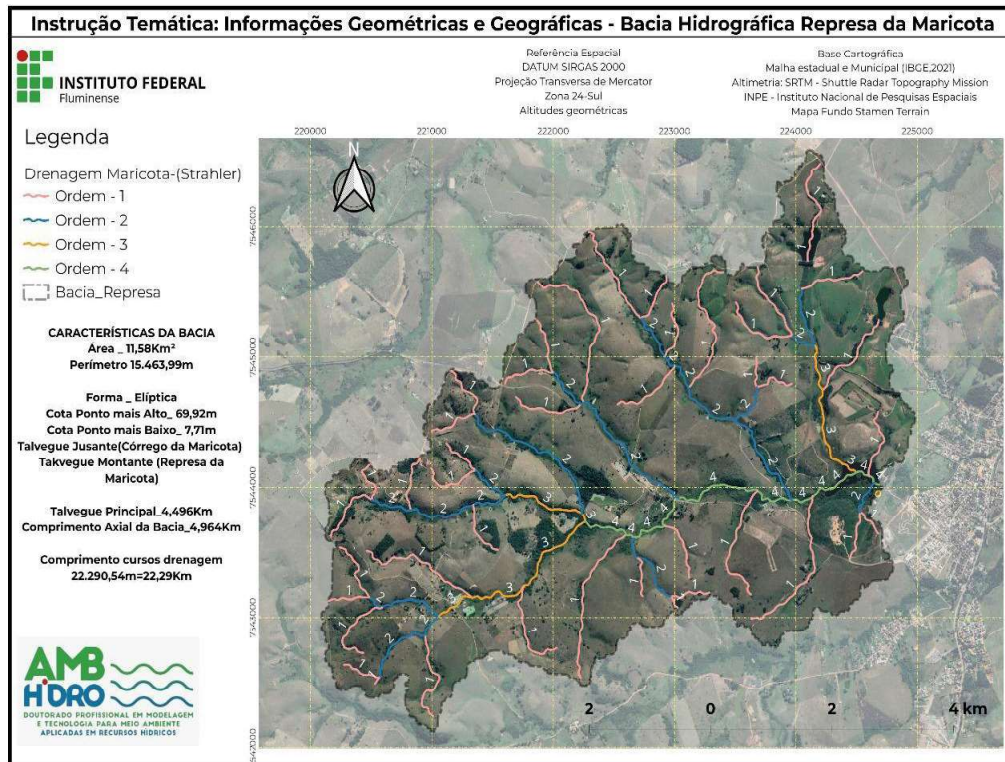 Instrução Temática: Informações Geométricas e Geográficas - Bacia Hidrográfica Represa da Maricota
INSTITUTO FEDERAL
Fluminense
Referência Espacial
DATUM SIRGAS 2000
Projeção Transversa de Mercator
Zona 24-Sul
Altitudes geométricas
Base Cartográfica
Malha estadual e Municipal (IBGE,2021)
Altimetria: SRTM - Shuttle Radar Topography Mission
INPE - Instituto Nacional de Pesquisas Espaciais
Mapa Fundo Stamen Terrain
Legenda
Drenagem Maricota-(Strahler)
Ordem - 1
Ordem - 2
Ordem - 3
Ordem - 4
Bacia_Represa
CARACTERÍSTICAS DA BACIA
Área _ 11,58Km²
Perímetro 15.463,99m
Forma _ Elíptica
Cota Ponto mais Alto_ 69,92m
Cota Ponto mais Baixo_ 7,71m
Talvegue Jusante(Córrego da Maricota)
Takvegue Montante (Represa da
Maricota)
Talvegue Principal_4,496Km
Comprimento Axial da Bacia_4,964Km
Comprimento cursos drenagem
22.290,54m=22,29Km
AMB
HIDRO
DOUTORADO PROFISSIONAL EM MODELAGEM
E TECNOLOGIA PARA MEIO AMBIENTE
APLICADAS EM RECURSOS HÍDRICOS
220000 221000 222000 223000 224000 225000
N
7546000
7545000
7544000
7543000
7542000
2 0 2 4 km